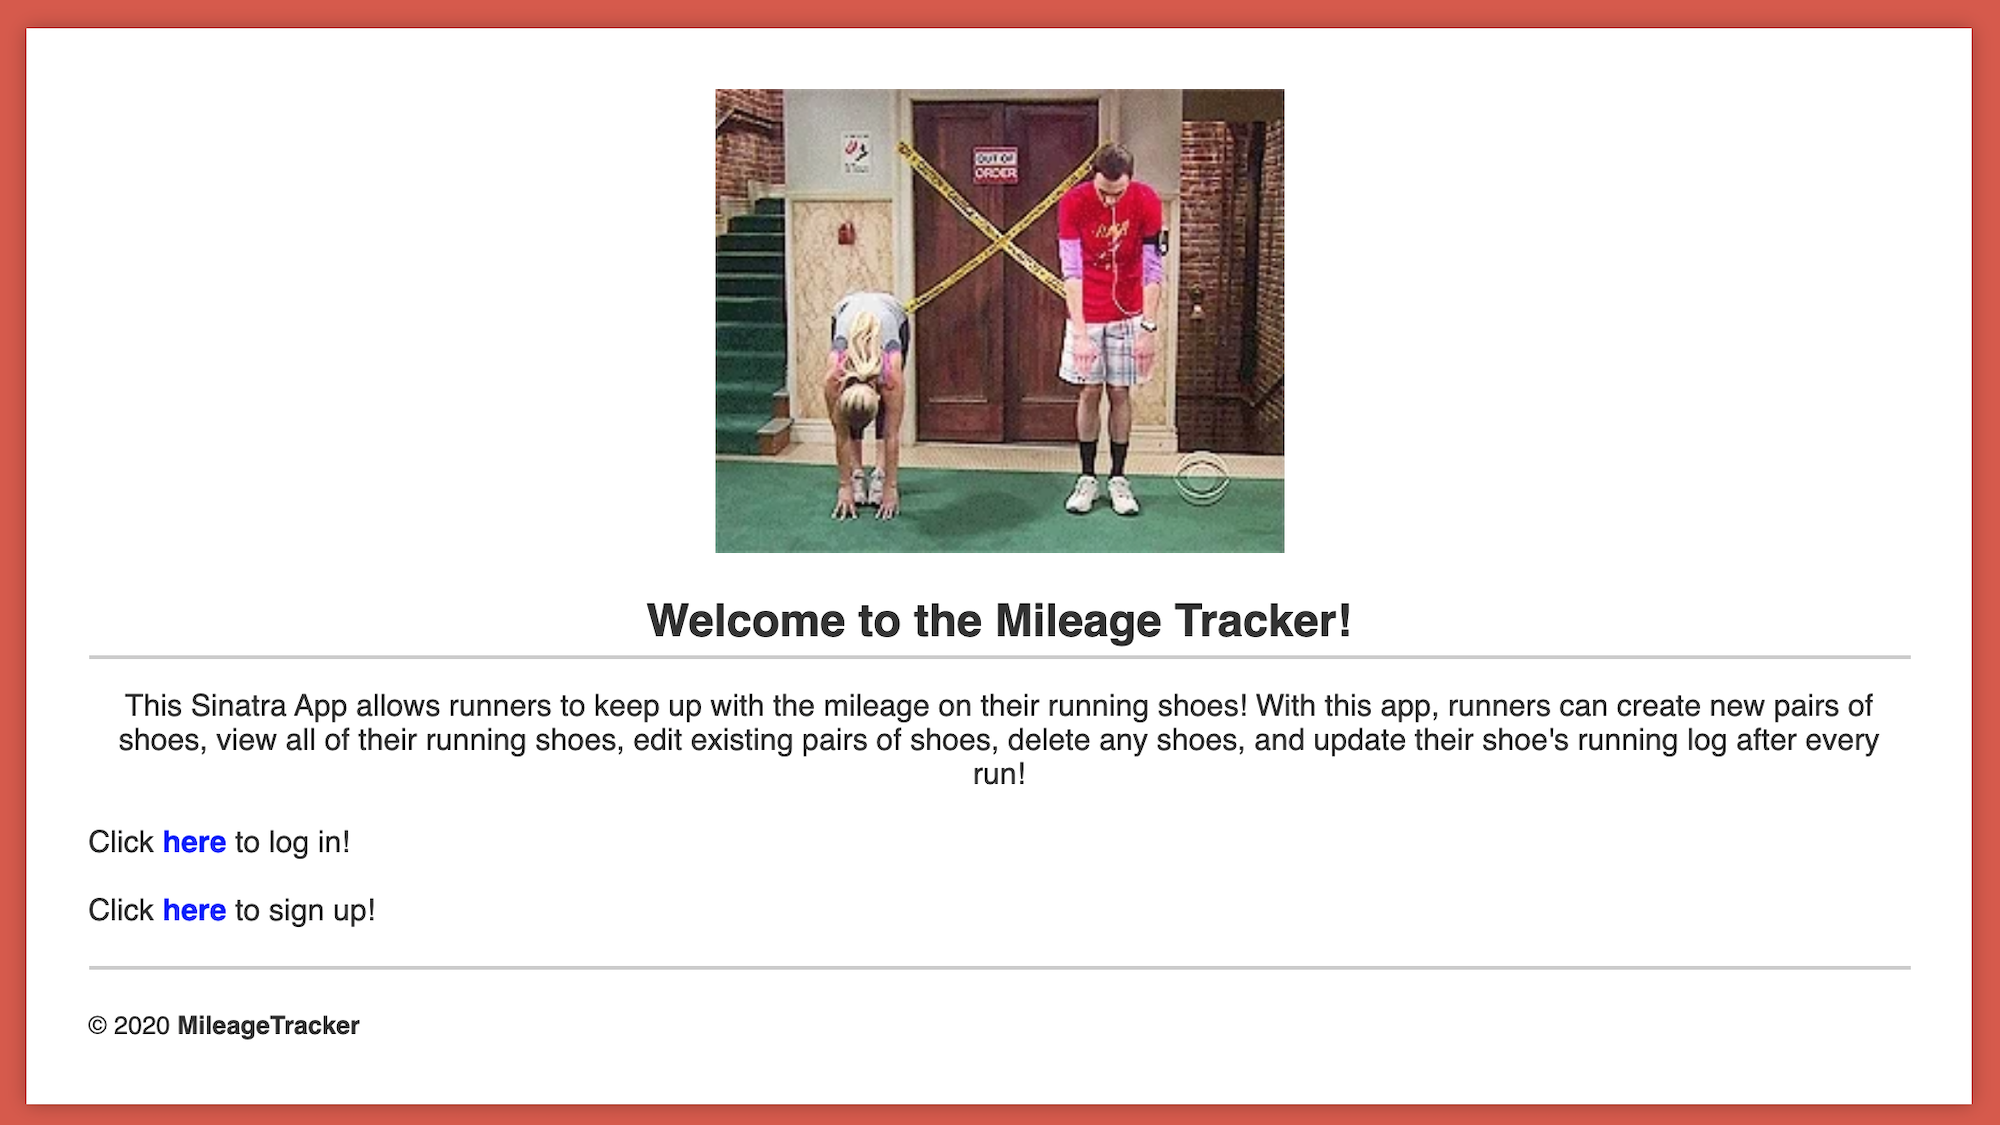 OUT OF
ORDER
Welcome to the Mileage Tracker!
This Sinatra App allows runners to keep up with the mileage on their running shoes! With this app, runners can create new pairs of
shoes, view all of their running shoes, edit existing pairs of shoes, delete any shoes, and update their shoe's running log after every
run!
Click here to log in!
Click here to sign up!
© 2020 MileageTracker